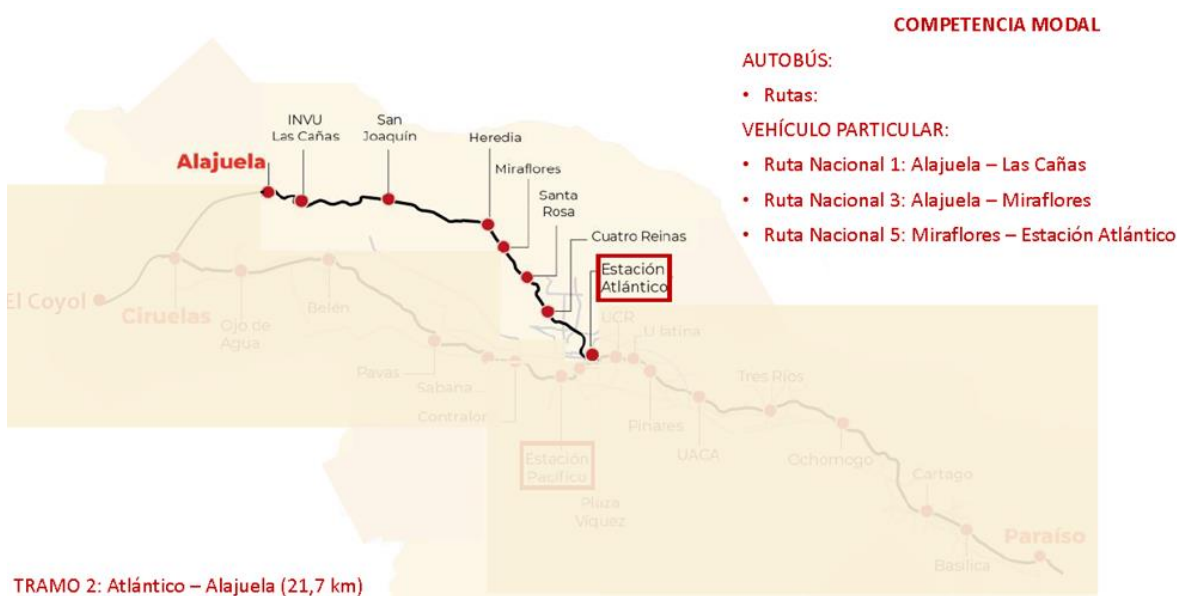 COMPETENCIA MODAL
AUTOBÚS:
• Rutas:
VEHÍCULO PARTICULAR:
• Ruta Nacional 1: Alajuela – Las Cañas
• Ruta Nacional 3: Alajuela – Miraflores
• Ruta Nacional 5: Miraflores – Estación Atlántico
INVU
Las Cañas
San
Joaquín
Heredia
Alajuela
Miraflores
Santa
Rosa
Cuatro Reinas
Estación
Atlántico
El Coyol
Ciruelas
Ojo de
Agua
Belén
Pavas
Sabana
Contralor
Estación
Pacífico
Plaza
Víquez
UCR
U latina
Pinares
UACA
Tres Ríos
Ochomogo
Cartago
Basílica
Paraíso
TRAMO 2: Atlántico – Alajuela (21,7 km)